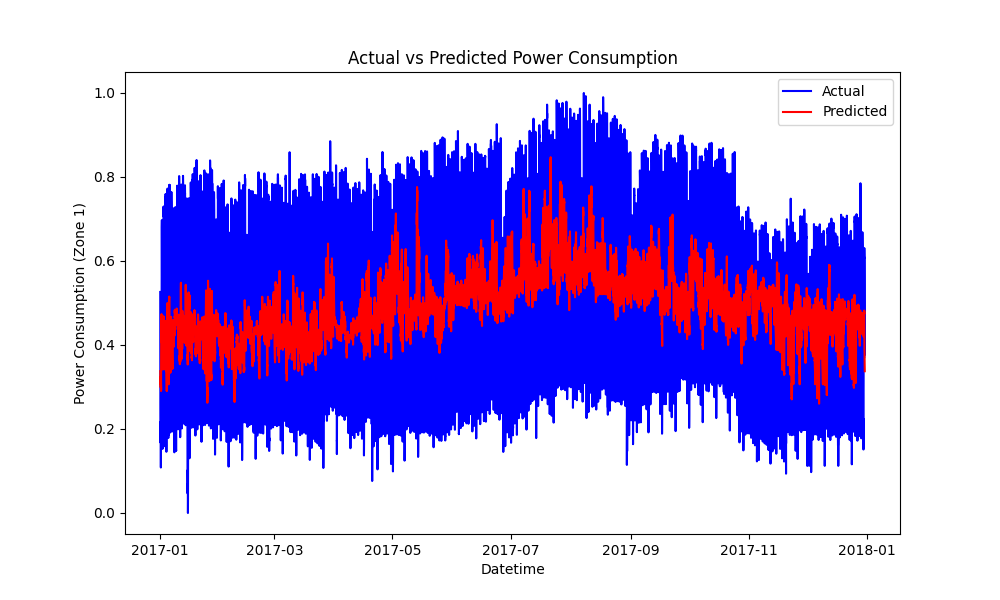 Actual vs Predicted Power Consumption
Actual
Predicted
Power Consumption (Zone 1)
1.0
0.8
0.6
0.4
0.2
0.0
2017-01
2017-03
2017-05
2017-07
2017-09
2017-11
2018-01
Datetime